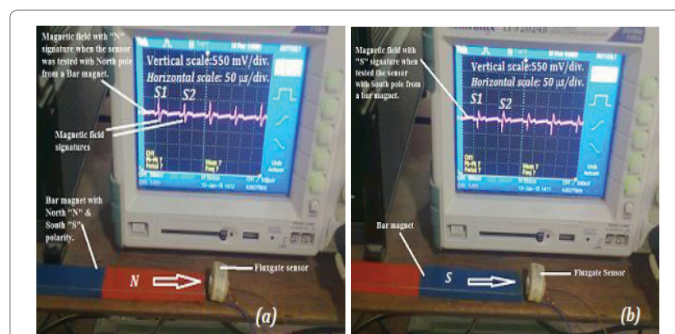 Magnetic field with "N"
signature when the sensor
was tested with North pole
from a Bar magnet.
Vertical scale:550 mV/div.
Horizontal scale: 50 µs/div.
S1
S2
Magnetic field
signatures
Bar magnet with
North "N" &
South "S"
polarity.
Fluxgate sensor
N
(a)
Magnetic field with
"S" signature when
tested the sensor
with South pole from
a bar magnet.
Vertical scale:550 mV/div.
Horizontal scale: 50 µs/div.
S1
S2
Bar magnet
S
Fluxgate Sensor
(b)